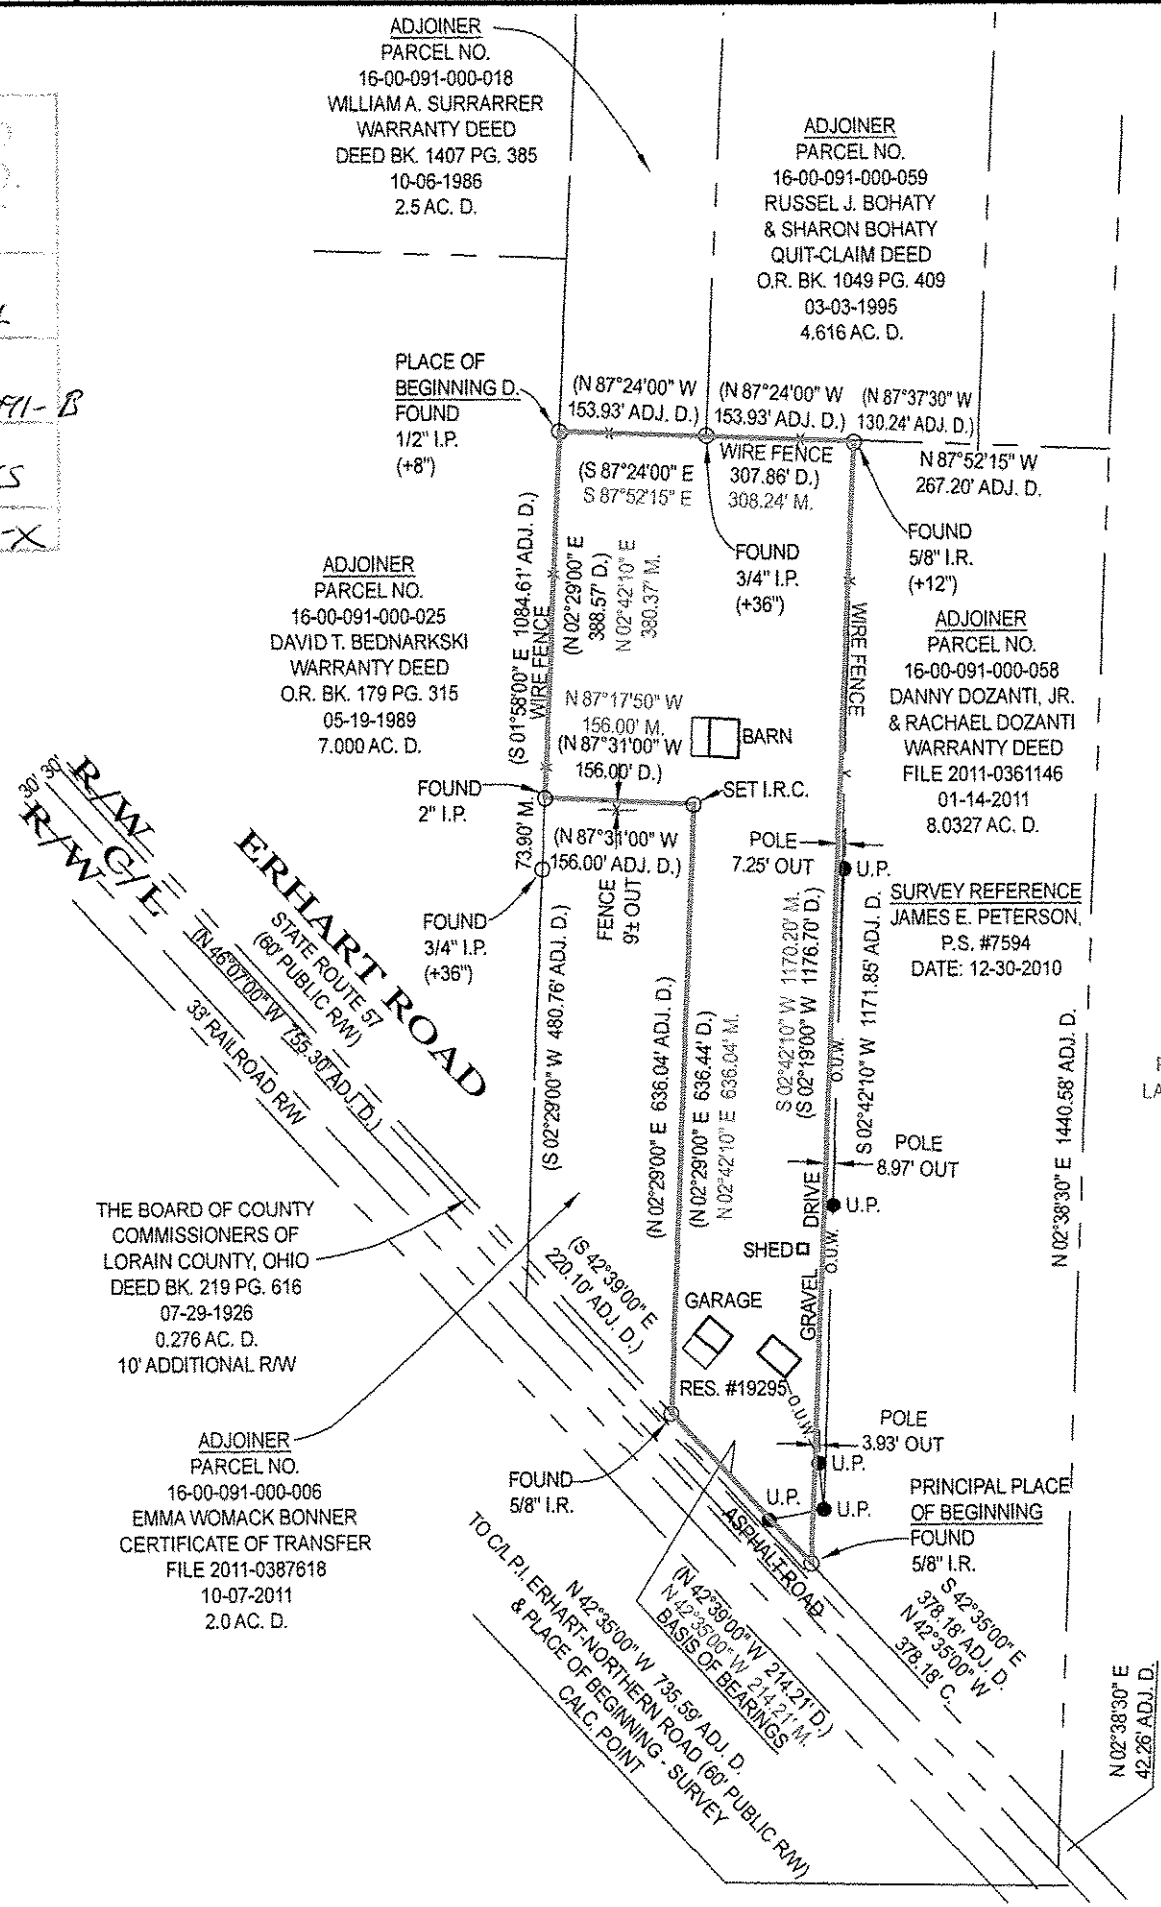 ADJOINER
PARCEL NO.
16-00-091-000-018
WILLIAM A. SURRARRER
WARRANTY DEED
DEED BK. 1407 PG. 385
10-06-1986
2.5 AC. D.
ADJOINER
PARCEL NO.
16-00-091-000-059
RUSSEL J. BOHATY
& SHARON BOHATY
QUIT-CLAIM DEED
O.R. BK. 1049 PG. 409
03-03-1995
4.616 AC. D.
PLACE OF
BEGINNING D.
FOUND
1/2" I.P.
(+8")
(N 87°24'00" W
153.93' ADJ. D.)
(N 87°24'00" W
153.93' ADJ. D.)
(N 87°37'30" W
130.24' ADJ. D.)
WIRE FENCE
(S 87°24'00" E
307.86' D.)
S 87°52'15" E
308.24' M.
N 87°52'15" W
267.20' ADJ. D.
FOUND
3/4" I.P.
(+36")
FOUND
5/8" I.R.
(+12")
ADJOINER
PARCEL NO.
16-00-091-000-025
DAVID T. BEDNARKSKI
WARRANTY DEED
O.R. BK. 179 PG. 315
05-19-1989
7.000 AC. D.
(S 01°58'00" E 1084.61' ADJ. D.)
WIRE FENCE
(N 02°29'00" E
388.57' D.)
N 02°42'10" E
380.37' M.
WIRE FENCE
ADJOINER
PARCEL NO.
16-00-091-000-058
DANNY DOZANTI, JR.
& RACHAEL DOZANTI
WARRANTY DEED
FILE 2011-0361146
01-14-2011
8.0327 AC. D.
N 87°17'50" W
156.00' M.
(N 87°31'00" W
156.00' D.)
BARN
FOUND
2" I.P.
SET I.R.C.
73.90' M.
(N 87°31'00" W
156.00' ADJ. D.)
FENCE
9± OUT
POLE
7.25' OUT
U.P.
SURVEY REFERENCE
JAMES E. PETERSON,
P.S. #7594
DATE: 12-30-2010
FOUND
3/4" I.P.
(+36")
30' 30'
R/W
C/L
R/W
ERHART ROAD
STATE ROUTE 57
(60' PUBLIC R/W)
(N 46°07'00" W 755.30' ADJ. D.)
33' RAILROAD R/W
(S 02°29'00" W 480.76' ADJ. D.)
(N 02°29'00" E 636.04' ADJ. D.)
(N 02°29'00" E 636.44' D.)
N 02°42'10" E 636.04' M.
S 02°42'10" W 1170.20' M.
(S 02°19'00" W 1176.70' D.)
O.U.W.
S 02°42'10" W 1171.85' ADJ. D.
N 02°38'30" E 1440.58' ADJ. D.
LA
POLE
8.97' OUT
U.P.
O.U.W.
THE BOARD OF COUNTY
COMMISSIONERS OF
LORAIN COUNTY, OHIO
DEED BK. 219 PG. 616
07-29-1926
0.276 AC. D.
10' ADDITIONAL R/W
(S 42°39'00" E
220.10' ADJ. D.)
SHED
GRAVEL DRIVE
GARAGE
RES. #19295
O.U.W.
POLE
3.93' OUT
U.P.
U.P.
U.P.
ADJOINER
PARCEL NO.
16-00-091-000-006
EMMA WOMACK BONNER
CERTIFICATE OF TRANSFER
FILE 2011-0387618
10-07-2011
2.0 AC. D.
FOUND
5/8" I.R.
PRINCIPAL PLACE
OF BEGINNING
FOUND
5/8" I.R.
ASPHALT ROAD
(N 42°39'00" W 214.21' D.)
N 42°35'00" W 214.21' M.
BASIS OF BEARINGS
S 42°35'00" E
378.18' ADJ. D.
N 42°35'00" W
378.18' C.
N 42°35'00" W 735.59' ADJ. D.
TO C/L P.I. ERHART-NORTHERN ROAD (60' PUBLIC R/W)
& PLACE OF BEGINNING - SURVEY
CALC. POINT
N 02°38'30" E
42.26' ADJ. D.